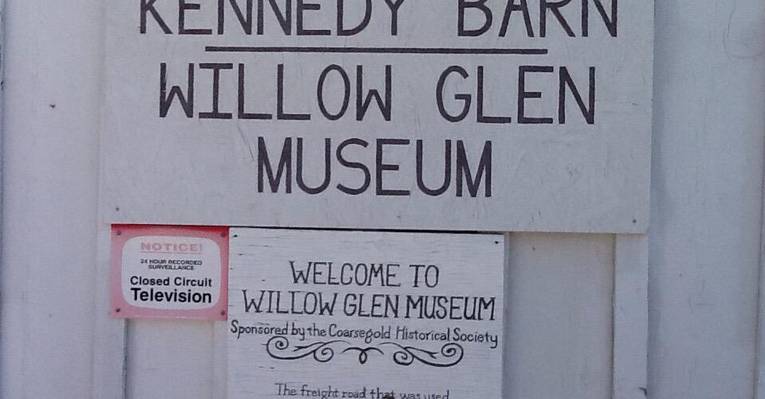 KENNEDY BARN
WILLOW GLEN
MUSEUM
NOTICE!
24 HOUR RECORDED
SURVEILLANCE
Closed Circuit
Television
WELCOME TO
WILLOW GLEN MUSEUM
Sponsored by the Coarsegold Historical Society
The freight road that was used